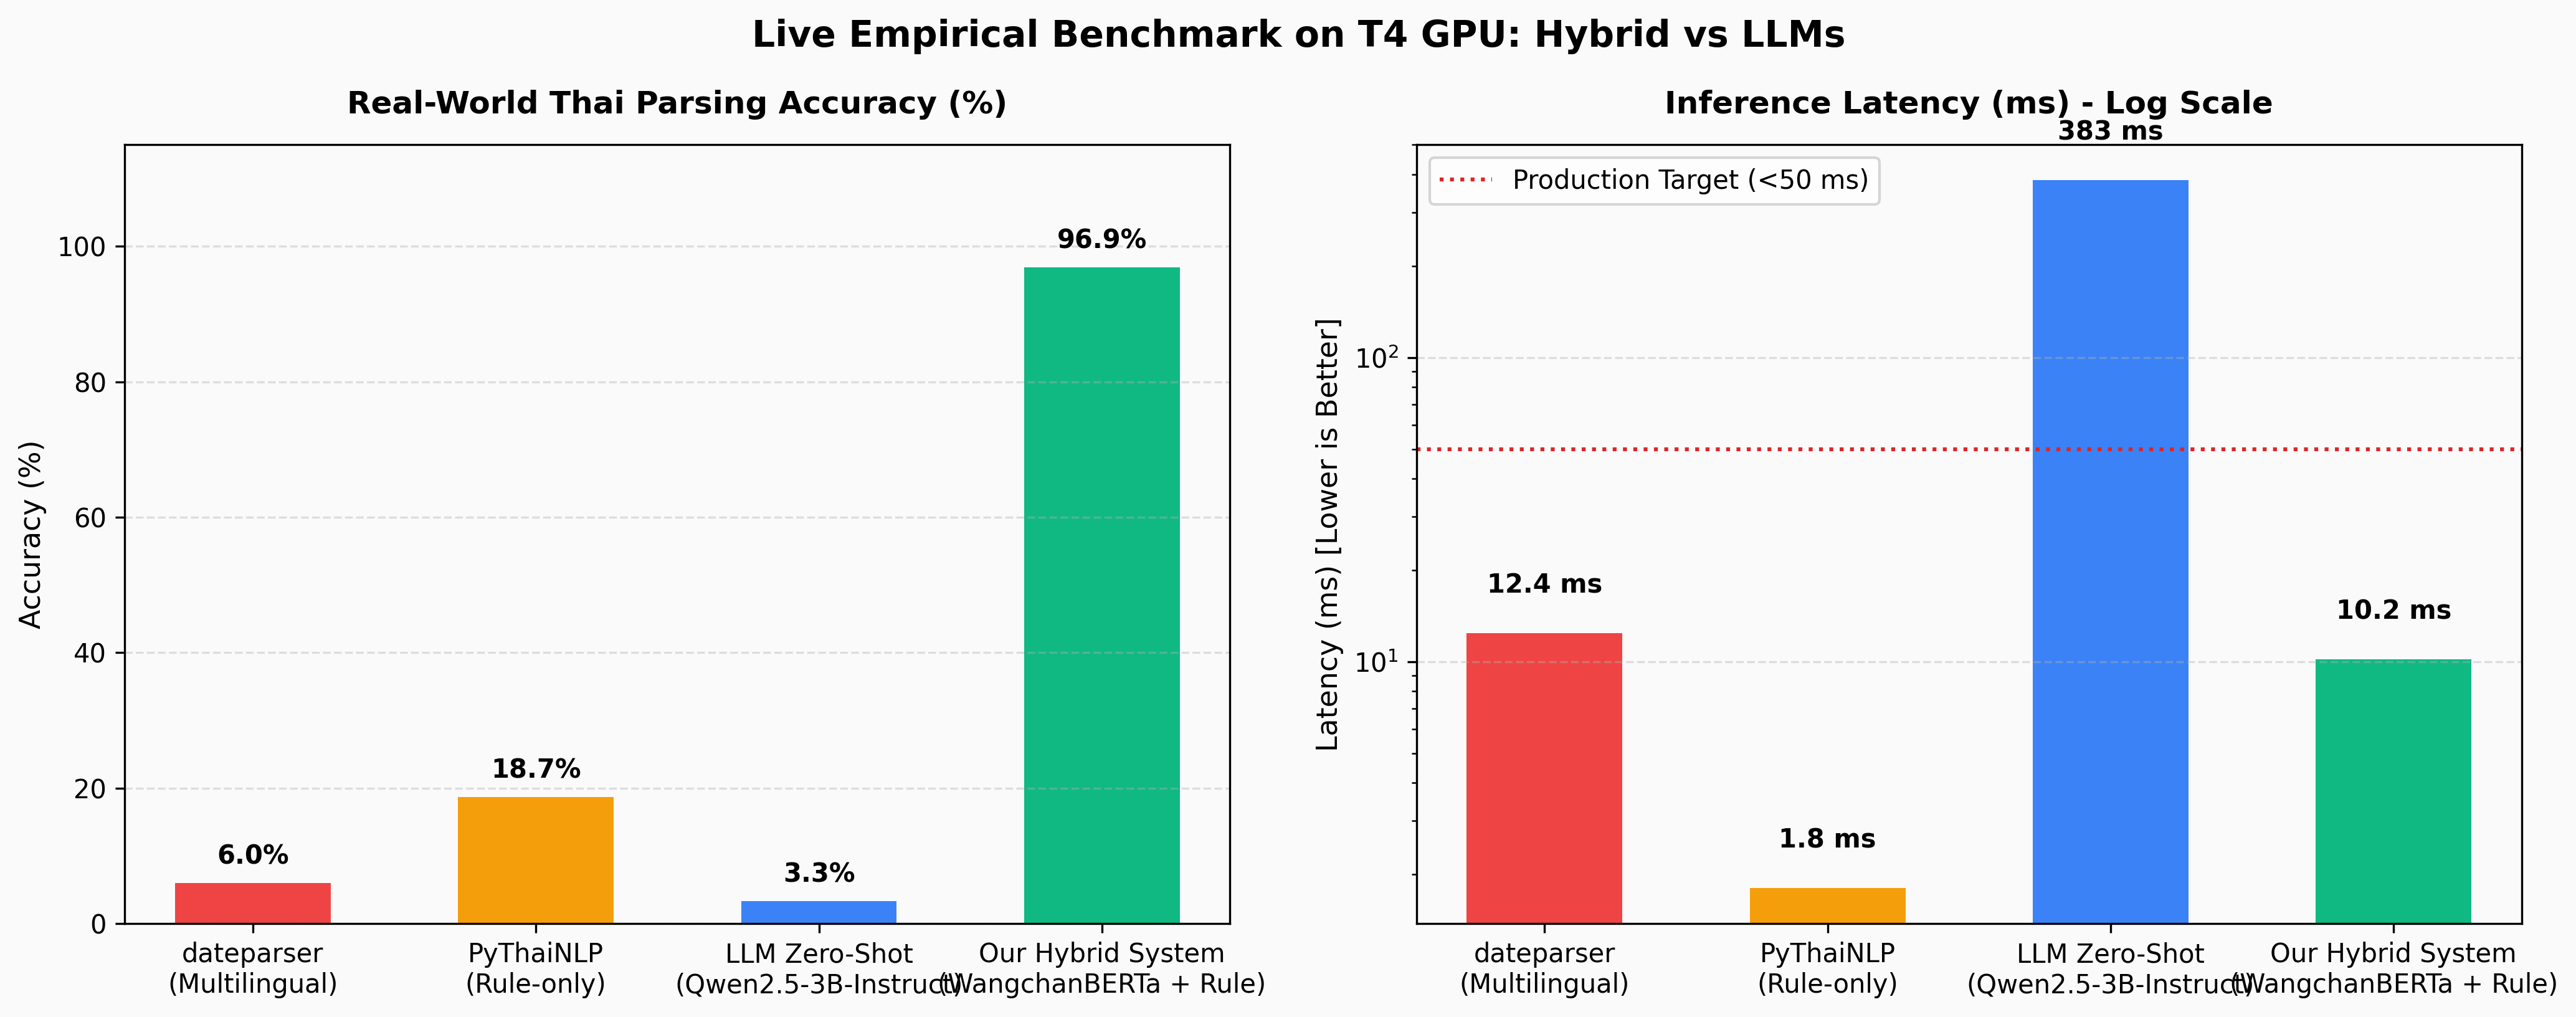 Live Empirical Benchmark on T4 GPU: Hybrid vs LLMs
Real-World Thai Parsing Accuracy (%)
Accuracy (%)
100
80
60
40
20
0
6.0%
18.7%
3.3%
96.9%
dateparser
(Multilingual)
PyThaiNLP
(Rule-only)
LLM Zero-Shot
(Qwen2.5-3B-Instruct)
Our Hybrid System
(WangchanBERTa + Rule)
Inference Latency (ms) - Log Scale
Latency (ms) [Lower is Better]
10²
10¹
Production Target (<50 ms)
12.4 ms
1.8 ms
383 ms
10.2 ms
dateparser
(Multilingual)
PyThaiNLP
(Rule-only)
LLM Zero-Shot
(Qwen2.5-3B-Instruct)
Our Hybrid System
(WangchanBERTa + Rule)